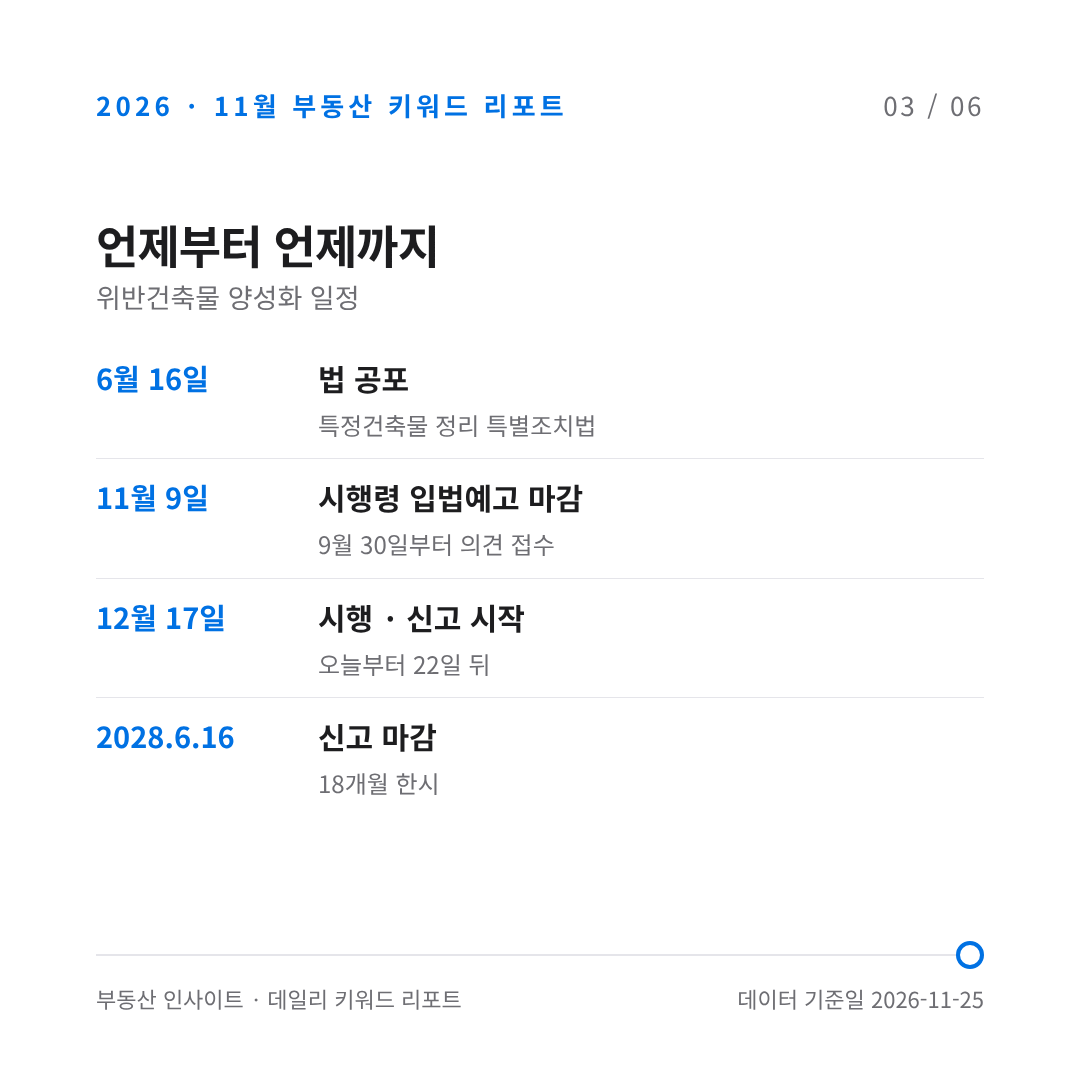 2026 · 11월 부동산 키워드 리포트
03 / 06
언제부터 언제까지
위반건축물 양성화 일정
6월 16일
법 공포
특정건축물 정리 특별조치법
11월 9일
시행령 입법예고 마감
9월 30일부터 의견 접수
12월 17일
시행 · 신고 시작
오늘부터 22일 뒤
2028.6.16
신고 마감
18개월 한시
부동산 인사이트 · 데일리 키워드 리포트
데이터 기준일 2026-11-25